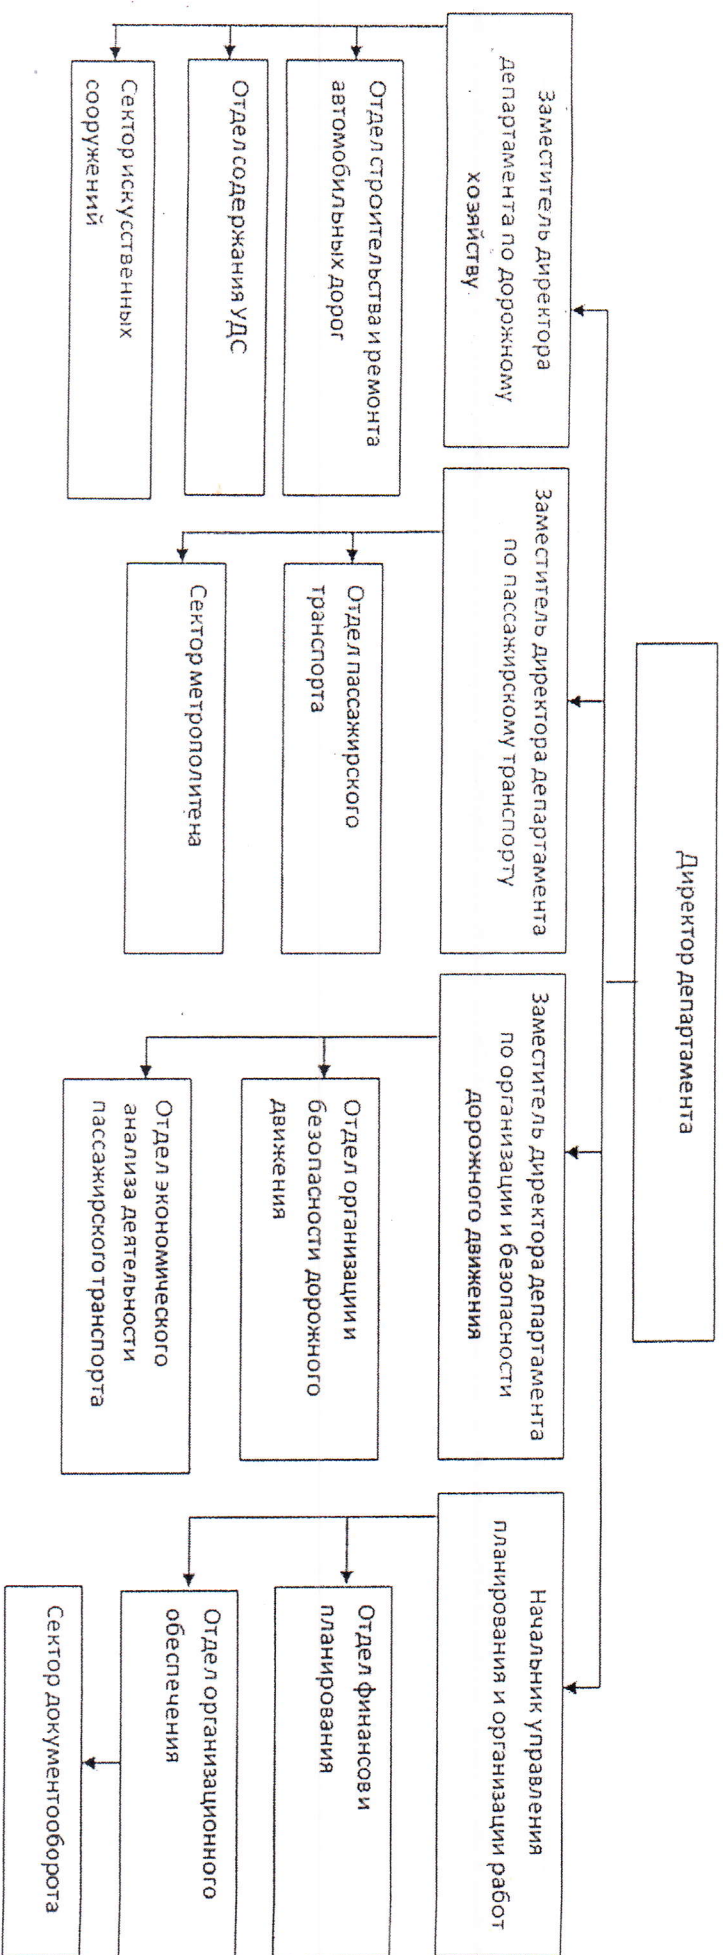 Директор департамента
Заместитель директора
департамента по дорожному
хозяйству
Отдел строительства и ремонта
автомобильных дорог
Отдел содержания УДС
Сектор искусственных
сооружений
Заместитель директора департамента
по пассажирскому транспорту
Отдел пассажирского
транспорта
Сектор метрополитена
Заместитель директора департамента
по организации и безопасности
дорожного движения
Отдел организации и
безопасности дорожного
движения
Отдел экономического
анализа деятельности
пассажирского транспорта
Начальник управления
планирования и организации работ
Отдел финансов и
планирования
Отдел организационного
обеспечения
Сектор документооборота